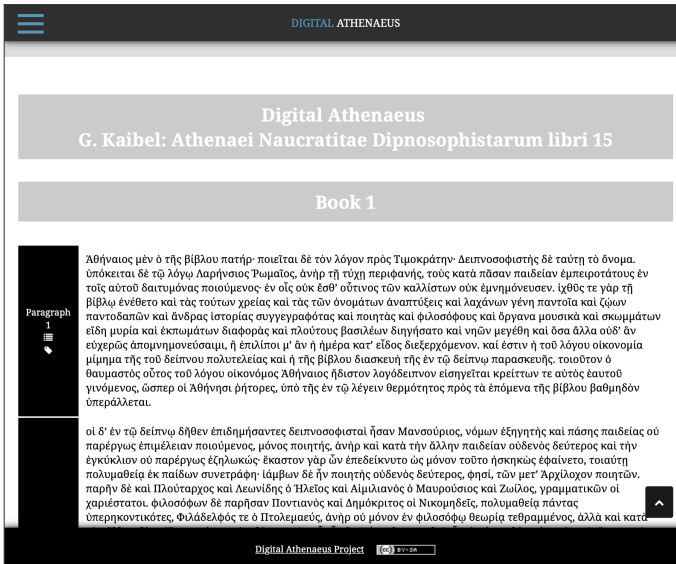 DIGITAL ATHENAEUS
Digital Athenaeus
G. Kaibel: Athenaei Naucratitae Dipnosophistarum libri 15
Book 1
Paragraph
1
Ἀθήναιος μὲν ὁ τῆς βίβλου πατήρ· ποιεῖται δὲ τὸν λόγον πρὸς Τιμοκράτην· Δειπνοσοφιστὴς δὲ ταύτῃ τὸ ὄνομα.
ὑπόκειται δὲ τῷ λόγῳ Λαρήνσιος Ῥωμαῖος, ἀνὴρ τῇ τύχῃ περιφανής, τοὺς κατὰ πᾶσαν παιδείαν ἐμπειροτάτους ἐν
τοῖς αὑτοῦ δαιτυμόνας ποιούμενος· ἐν οἷς οὐκ ἔσθ’ οὗτινος τῶν καλλίστων οὐκ ἐμνημόνευσεν. ἰχθῦς τε γὰρ τῇ
βίβλῳ ἐνέθετο καὶ τὰς τούτων χρείας καὶ τὰς τῶν ὀνομάτων ἀναπτύξεις καὶ λαχάνων γένη παντοῖα καὶ ζῴων
παντοδαπῶν καὶ ἄνδρας ἱστορίας συγγεγραφότας καὶ ποιητὰς καὶ φιλοσόφους καὶ ὄργανα μουσικὰ καὶ σκωμμάτων
εἴδη μυρία καὶ ἐκπωμάτων διαφορὰς καὶ πλούτους βασιλέων διηγήσατο καὶ νηῶν μεγέθη καὶ ὅσα ἄλλα οὐδ’ ἂν
εὐχερῶς ἀπομνημονεύσαιμι, ἢ ἐπιλίποι μ’ ἂν ἡ ἡμέρα κατ’ εἶδος διεξερχόμενον. καί ἐστιν ἡ τοῦ λόγου οἰκονομία
μίμημα τῆς τοῦ δείπνου πολυτελείας καὶ ἡ τῆς βίβλου διασκευὴ τῆς ἐν τῷ δείπνῳ παρασκευῆς. τοιοῦτον ὁ
θαυμαστὸς οὗτος τοῦ λόγου οἰκονόμος Ἀθήναιος ἥδιστον λογόδειπνον εἰσηγεῖται κρείττων τε αὐτὸς ἑαυτοῦ
γινόμενος, ὥσπερ οἱ Ἀθήνησι ῥήτορες, ὑπὸ τῆς ἐν τῷ λέγειν θερμότητος πρὸς τὰ ἑπόμενα τῆς βίβλου βαθμηδὸν
ὑπεράλλεται.
οἱ δ’ ἐν τῷ δείπνῳ δῆθεν ἐπιδημήσαντες δειπνοσοφισταὶ ἦσαν Μανσούριος, νόμων ἐξηγητὴς καὶ πάσης παιδείας οὐ
παρέργως ἐπιμέλειαν ποιούμενος, μόνος ποιητής, ἀνὴρ καὶ κατὰ τὴν ἄλλην παιδείαν οὐδενὸς δεύτερος καὶ τὴν
ἐγκύκλιον οὐ παρέργως ἐζηλωκώς· ἕκαστον γὰρ ὧν ἐπεδείκνυτο ὡς μόνον τοῦτο ἠσκηκὼς ἐφαίνετο, τοιαύτῃ
πολυμαθείᾳ ἐκ παίδων συνετράφη· ἰάμβων δὲ ἦν ποιητὴς οὐδενὸς δεύτερος, φησί, τῶν μετ’ Ἀρχίλοχον ποιητῶν.
παρῆν δὲ καὶ Πλούταρχος καὶ Λεωνίδης ὁ Ἠλεῖος καὶ Αἰμιλιανὸς ὁ Μαυρούσιος καὶ Ζωίλος, γραμματικῶν οἱ
χαριέστατοι. φιλοσόφων δὲ παρῆσαν Ποντιανὸς καὶ Δημόκριτος οἱ Νικομηδεῖς, πολυμαθείᾳ πάντας
ὑπερηκοντικότες, Φιλάδελφός τε ὁ Πτολεμαεύς, ἀνὴρ οὐ μόνον ἐν φιλοσόφῳ θεωρίᾳ τεθραμμένος, ἀλλὰ καὶ κατὰ
Digital Athenaeus Project
CC BY-SA